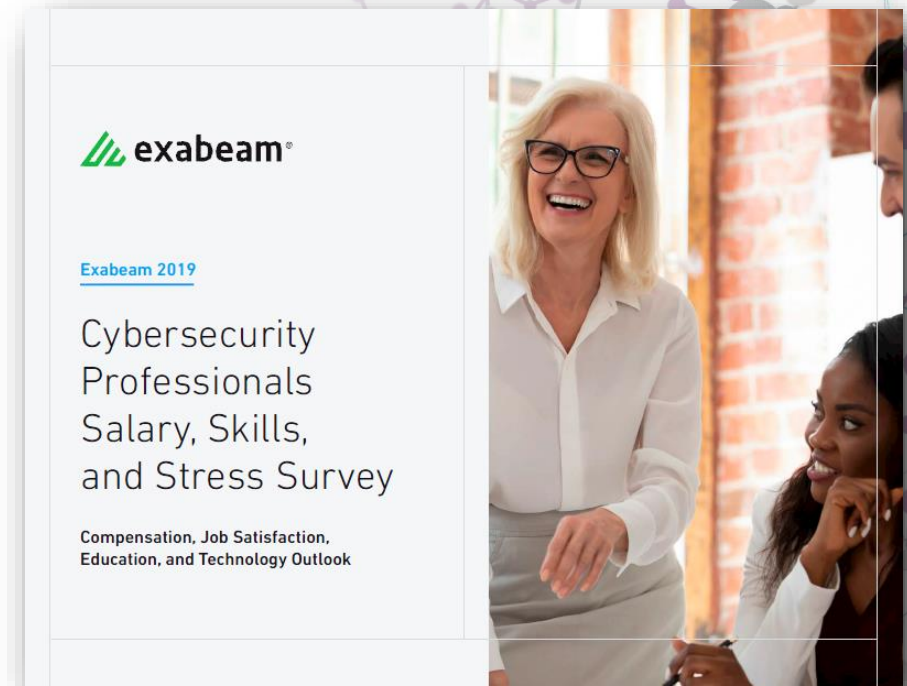 exabeam®
Exabeam 2019
Cybersecurity
Professionals
Salary, Skills,
and Stress Survey
Compensation, Job Satisfaction,
Education, and Technology Outlook